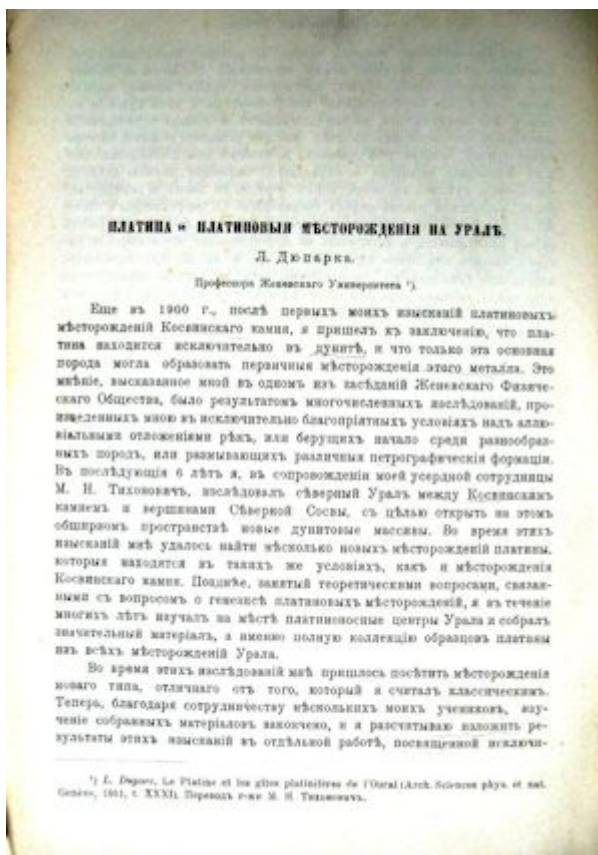 ПЛАТИНА и ПЛАТИНОВЫЯ МѢСТОРОЖДЕНІЯ НА УРАЛѢ.
Л. Дюпарка.
Профессора Женевскаго Университета ¹).
Еще въ 1900 г., послѣ первыхъ моихъ изысканій платиновыхъ
мѣсторожденій Косвинскаго камня, я пришелъ къ заключенію, что пла-
тина находится исключительно въ дунитѣ, и что только эта основная
порода могла образовать первичныя мѣсторожденія этого металла. Это
мнѣніе, высказанное мной въ одномъ изъ засѣданій Женевскаго Физиче-
скаго Общества, было результатомъ многочисленныхъ изслѣдованій, про-
изведенныхъ мною въ исключительно благопріятныхъ условіяхъ надъ аллю-
віальными отложеніями рѣкъ, или берущихъ начало среди разнообраз-
ныхъ породъ, или размывающихъ различныя петрографическія формаціи.
Въ послѣдующія 6 лѣтъ я, въ сопровожденіи моей усердной сотрудницы
М. Н. Тихоновичъ, изслѣдовалъ сѣверный Уралъ между Косвинскимъ
камнемъ и вершинами Сѣверной Сосвы, съ цѣлью открыть на этомъ
обширномъ пространствѣ новые дунитовые массивы. Во время этихъ
изысканій мнѣ удалось найти нѣсколько новыхъ мѣсторожденій платины,
которыя находятся въ такихъ же условіяхъ, какъ и мѣсторожденія
Косвинскаго камня. Позднѣе, занятый теоретическими вопросами, связан-
ными съ вопросомъ о генезисѣ платиновыхъ мѣсторожденій, я въ теченіе
многихъ лѣтъ изучалъ на мѣстѣ платиноносные центры Урала и собралъ
значительный матеріалъ, а именно полную коллекцію образцовъ платины
изъ всѣхъ мѣсторожденій Урала.
Во время этихъ изслѣдованій мнѣ пришлось посѣтить мѣсторожденія
новаго типа, отличнаго отъ того, который я считалъ классическимъ.
Теперь, благодаря сотрудничеству нѣсколькихъ моихъ учениковъ, изу-
ченіе собранныхъ матеріаловъ закончено, и я разсчитываю изложить ре-
зультаты этихъ изысканій въ отдѣльной работѣ, посвященной исключи-
¹) L. Duparc, Le Platine et les gîtes platinifères de l'Oural (Arch. Sciences phys. et nat.
Genève, 1911, t. XXXI). Переводъ г-жи М. Н. Тихоновичъ.